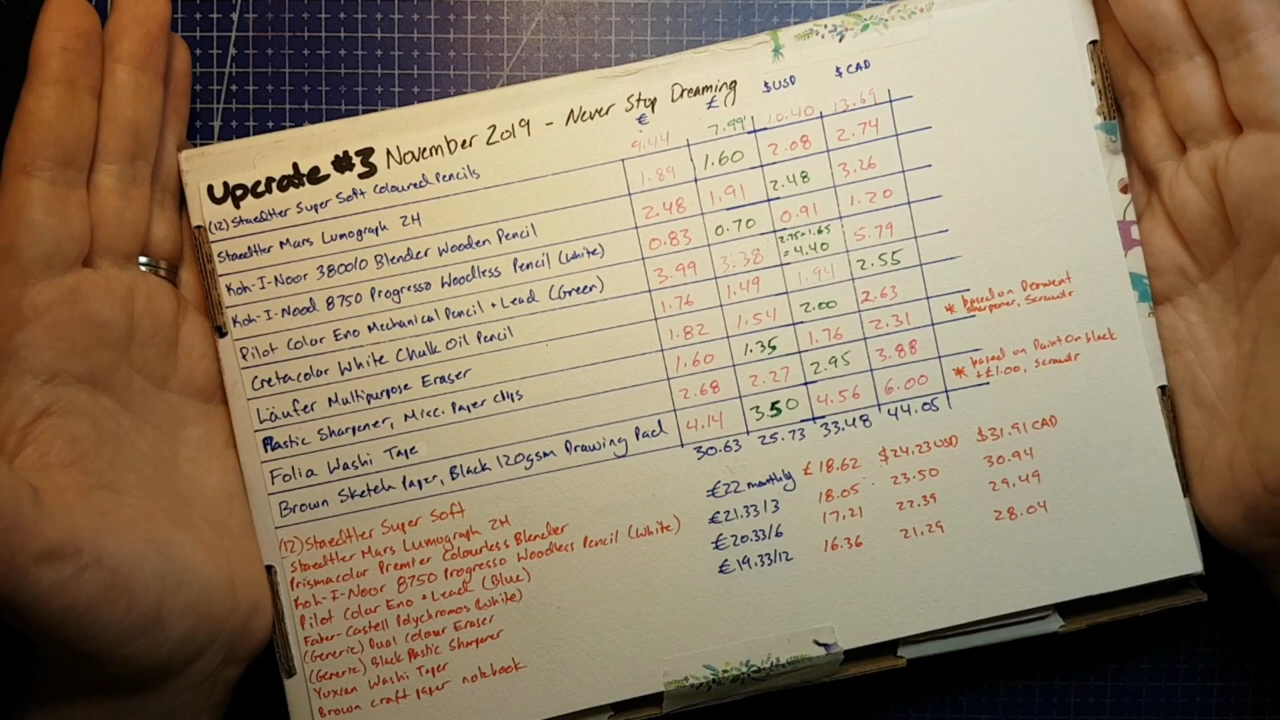 Upcrate #3 November 2019 - Never Stop Dreaming
€ £ $USD $CAD
(12) Staedtler Super Soft Coloured Pencils 9.44 7.99 10.40 13.69
Staedtler Mars Lumograph 2H 1.89 1.60 2.08 2.74
Koh-I-Noor 380010 Blender Wooden Pencil 2.48 1.91 2.48 3.26
Koh-I-Nood 8750 Progresso Woodless Pencil (White) 0.83 0.70 0.91 1.20
Pilot Color Eno Mechanical Pencil + Lead (Green) 3.99 3.38 2.75+1.65 = 4.40 5.79
Cretacolor White Chalk Oil Pencil 1.76 1.49 1.94 2.55
Läufer Multipurpose Eraser 1.82 1.54 2.00 2.63
Plastic Sharpener, Misc. Paper clips 1.60 1.35 1.76 2.31 * based on Derwent sharpener, Scrawlr
Folia Washi Tape 2.68 2.27 2.95 3.88
Brown Sketch Paper, Black 120gsm Drawing Pad 4.14 3.50 4.56 6.00 * based on Paint On black +£1.00, Scrawlr
30.63 25.73 33.48 44.05
€22 monthly £18.62 $24.23 USD $31.91 CAD
€21.33/3 18.05 23.50 30.94
€20.33/6 17.21 22.39 29.49
€19.33/12 16.36 21.29 28.04
(12) Staedtler Super Soft
Staedtler Mars Lumograph 2H
Prismacolor Premier Colourless Blender
Koh-I-Noor 8750 Progresso Woodless Pencil (White)
Pilot Color Eno + Lead (Blue)
Faber-Castell Polychromos (White)
(Generic) Dual Colour Eraser
(Generic) Black Plastic Sharpener
Yuxian Washi Taper
Brown craft paper notebook